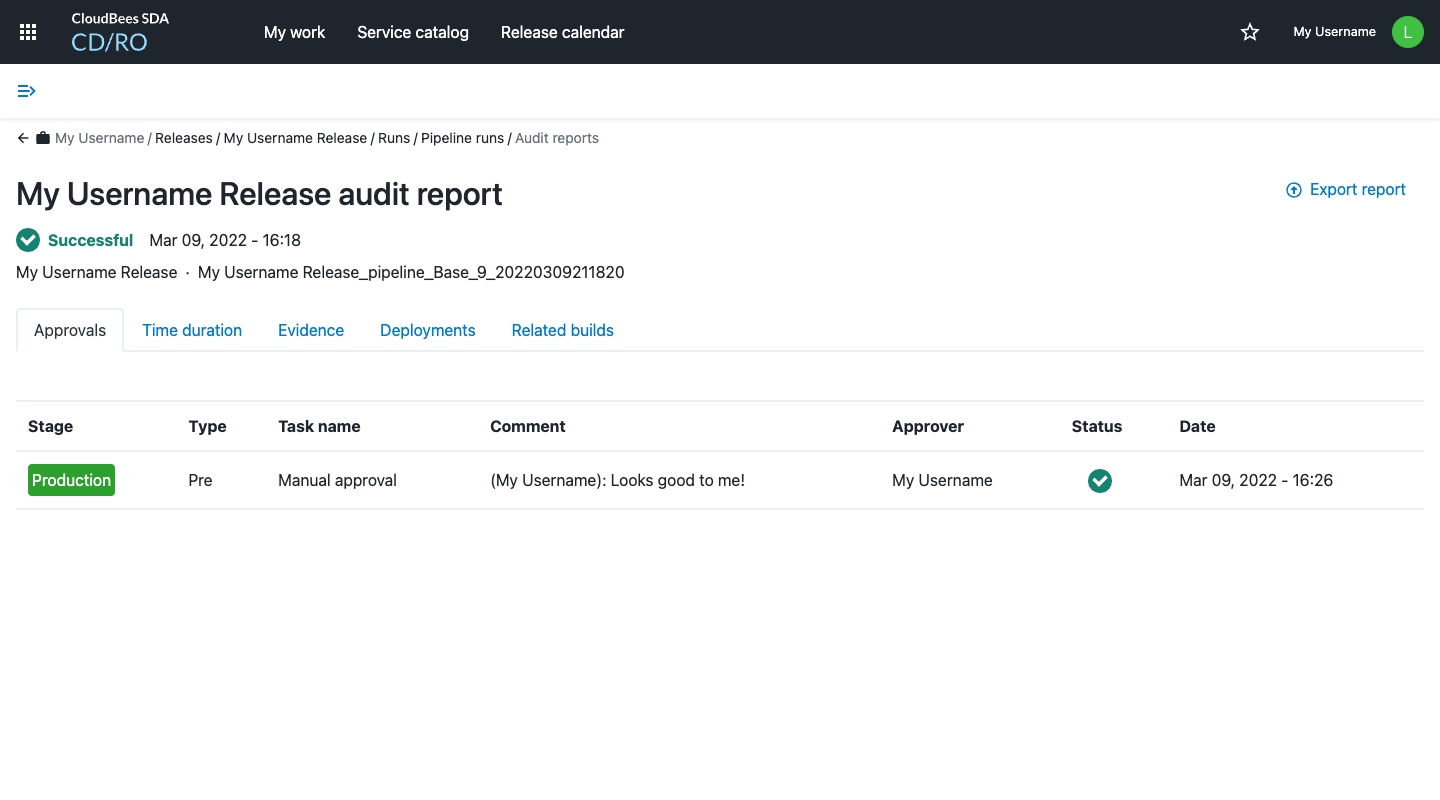 CloudBees SDA
CD/RO
My work Service catalog Release calendar
My Username L
My Username / Releases / My Username Release / Runs / Pipeline runs / Audit reports
My Username Release audit report
Export report
Successful Mar 09, 2022 - 16:18
My Username Release · My Username Release_pipeline_Base_9_20220309211820
Approvals Time duration Evidence Deployments Related builds
Stage Type Task name Comment Approver Status Date
Production Pre Manual approval (My Username): Looks good to me! My Username Mar 09, 2022 - 16:26